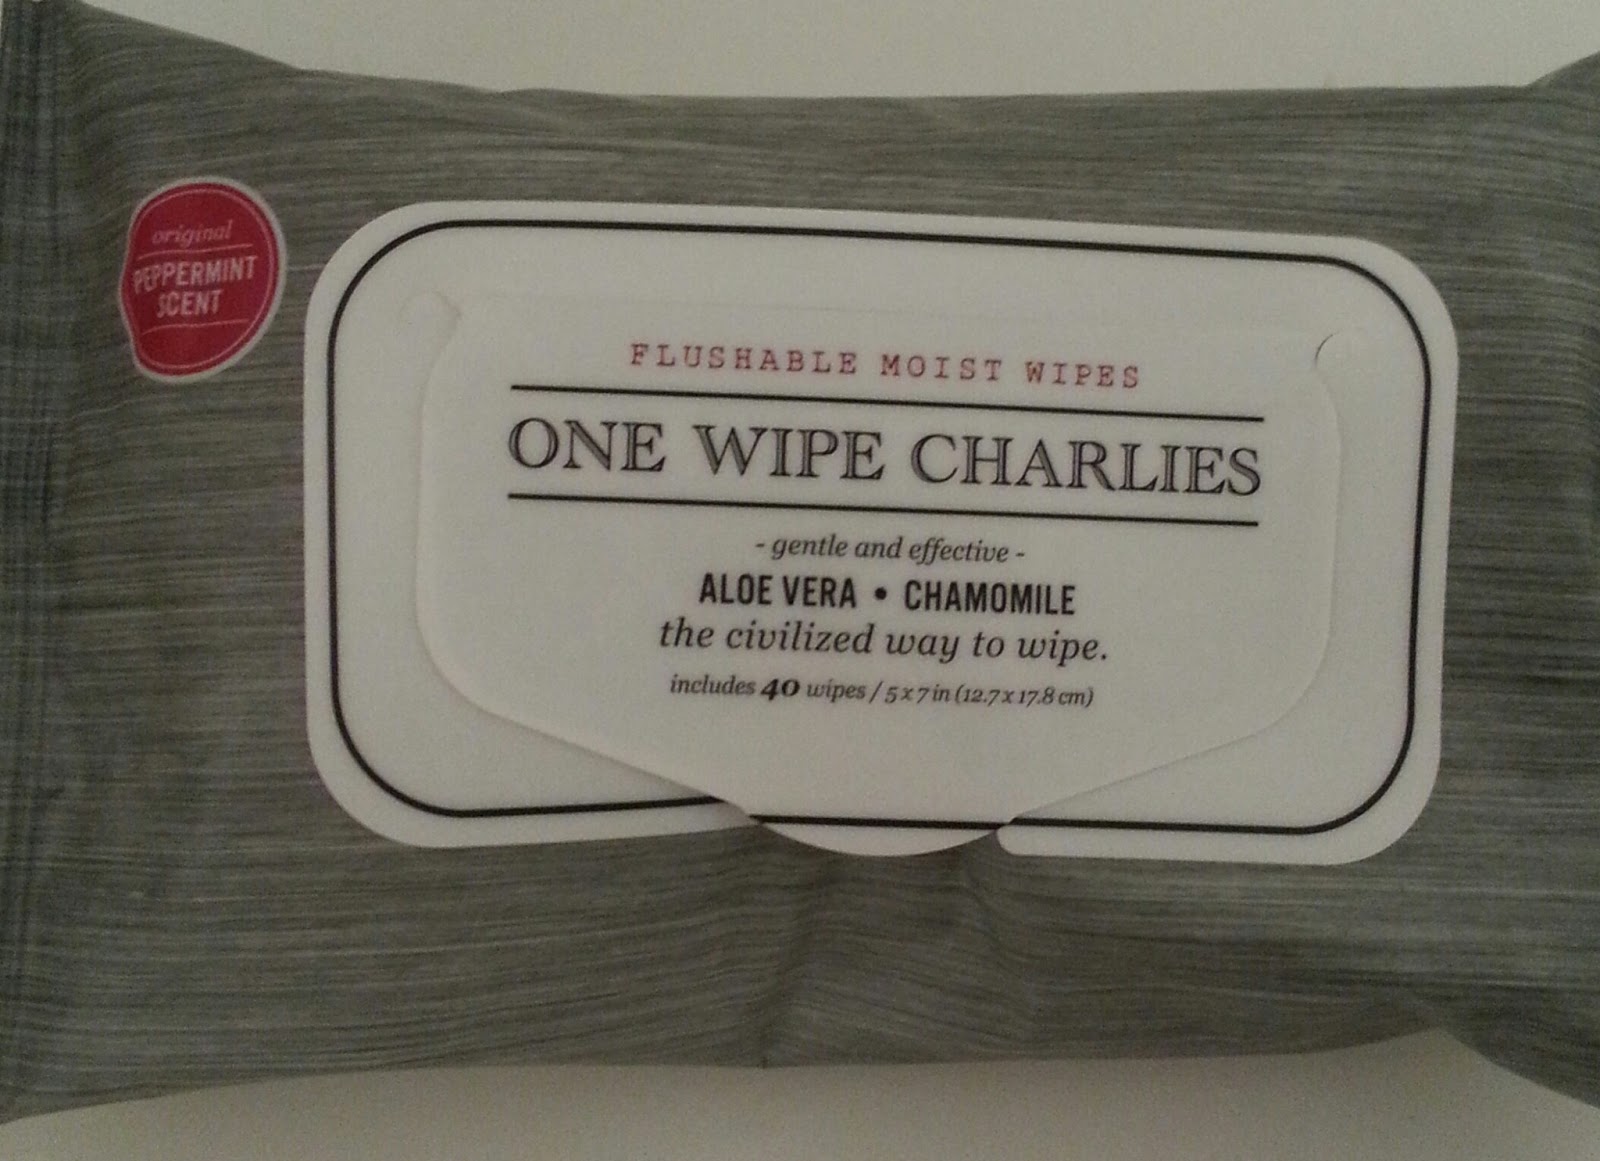 original
PEPPERMINT
SCENT
FLUSHABLE MOIST WIPES
ONE WIPE CHARLIES
- gentle and effective -
ALOE VERA • CHAMOMILE
the civilized way to wipe.
includes 40 wipes / 5 x 7 in (12.7 x 17.8 cm)